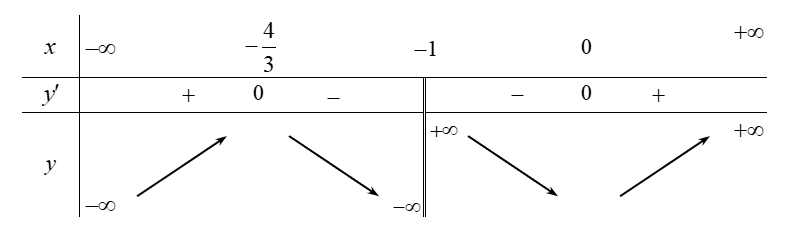 x −∞ −4/3 −1 0 +∞
y′ + 0 − − 0 +
y −∞ −∞ +∞ +∞